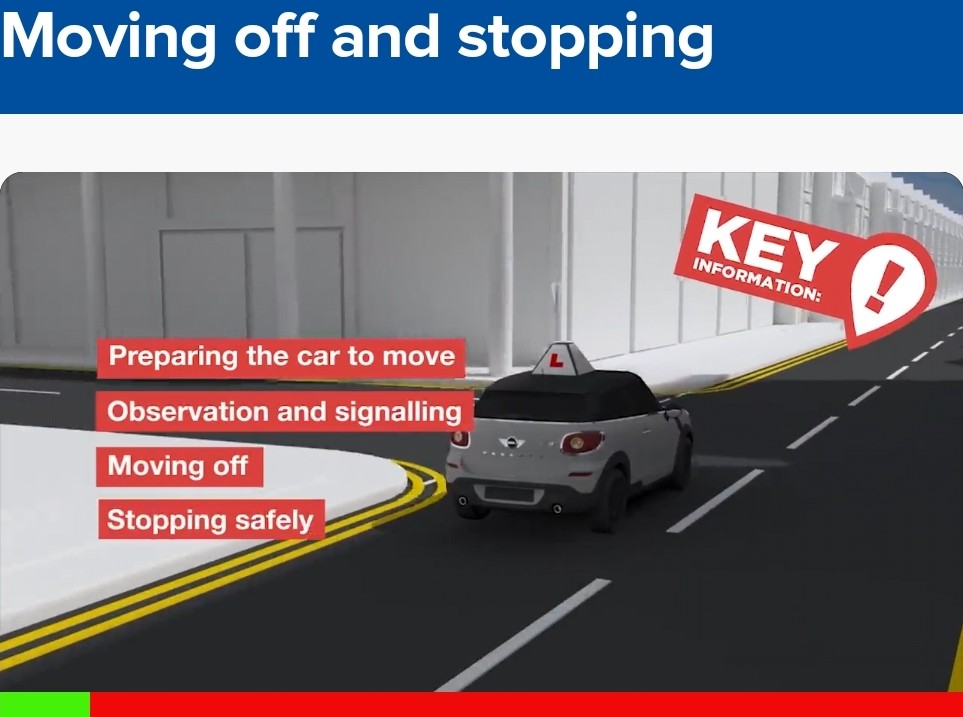 Moving off and stopping
KEY
INFORMATION:
!
Preparing the car to move
L
Observation and signalling
Moving off
Stopping safely